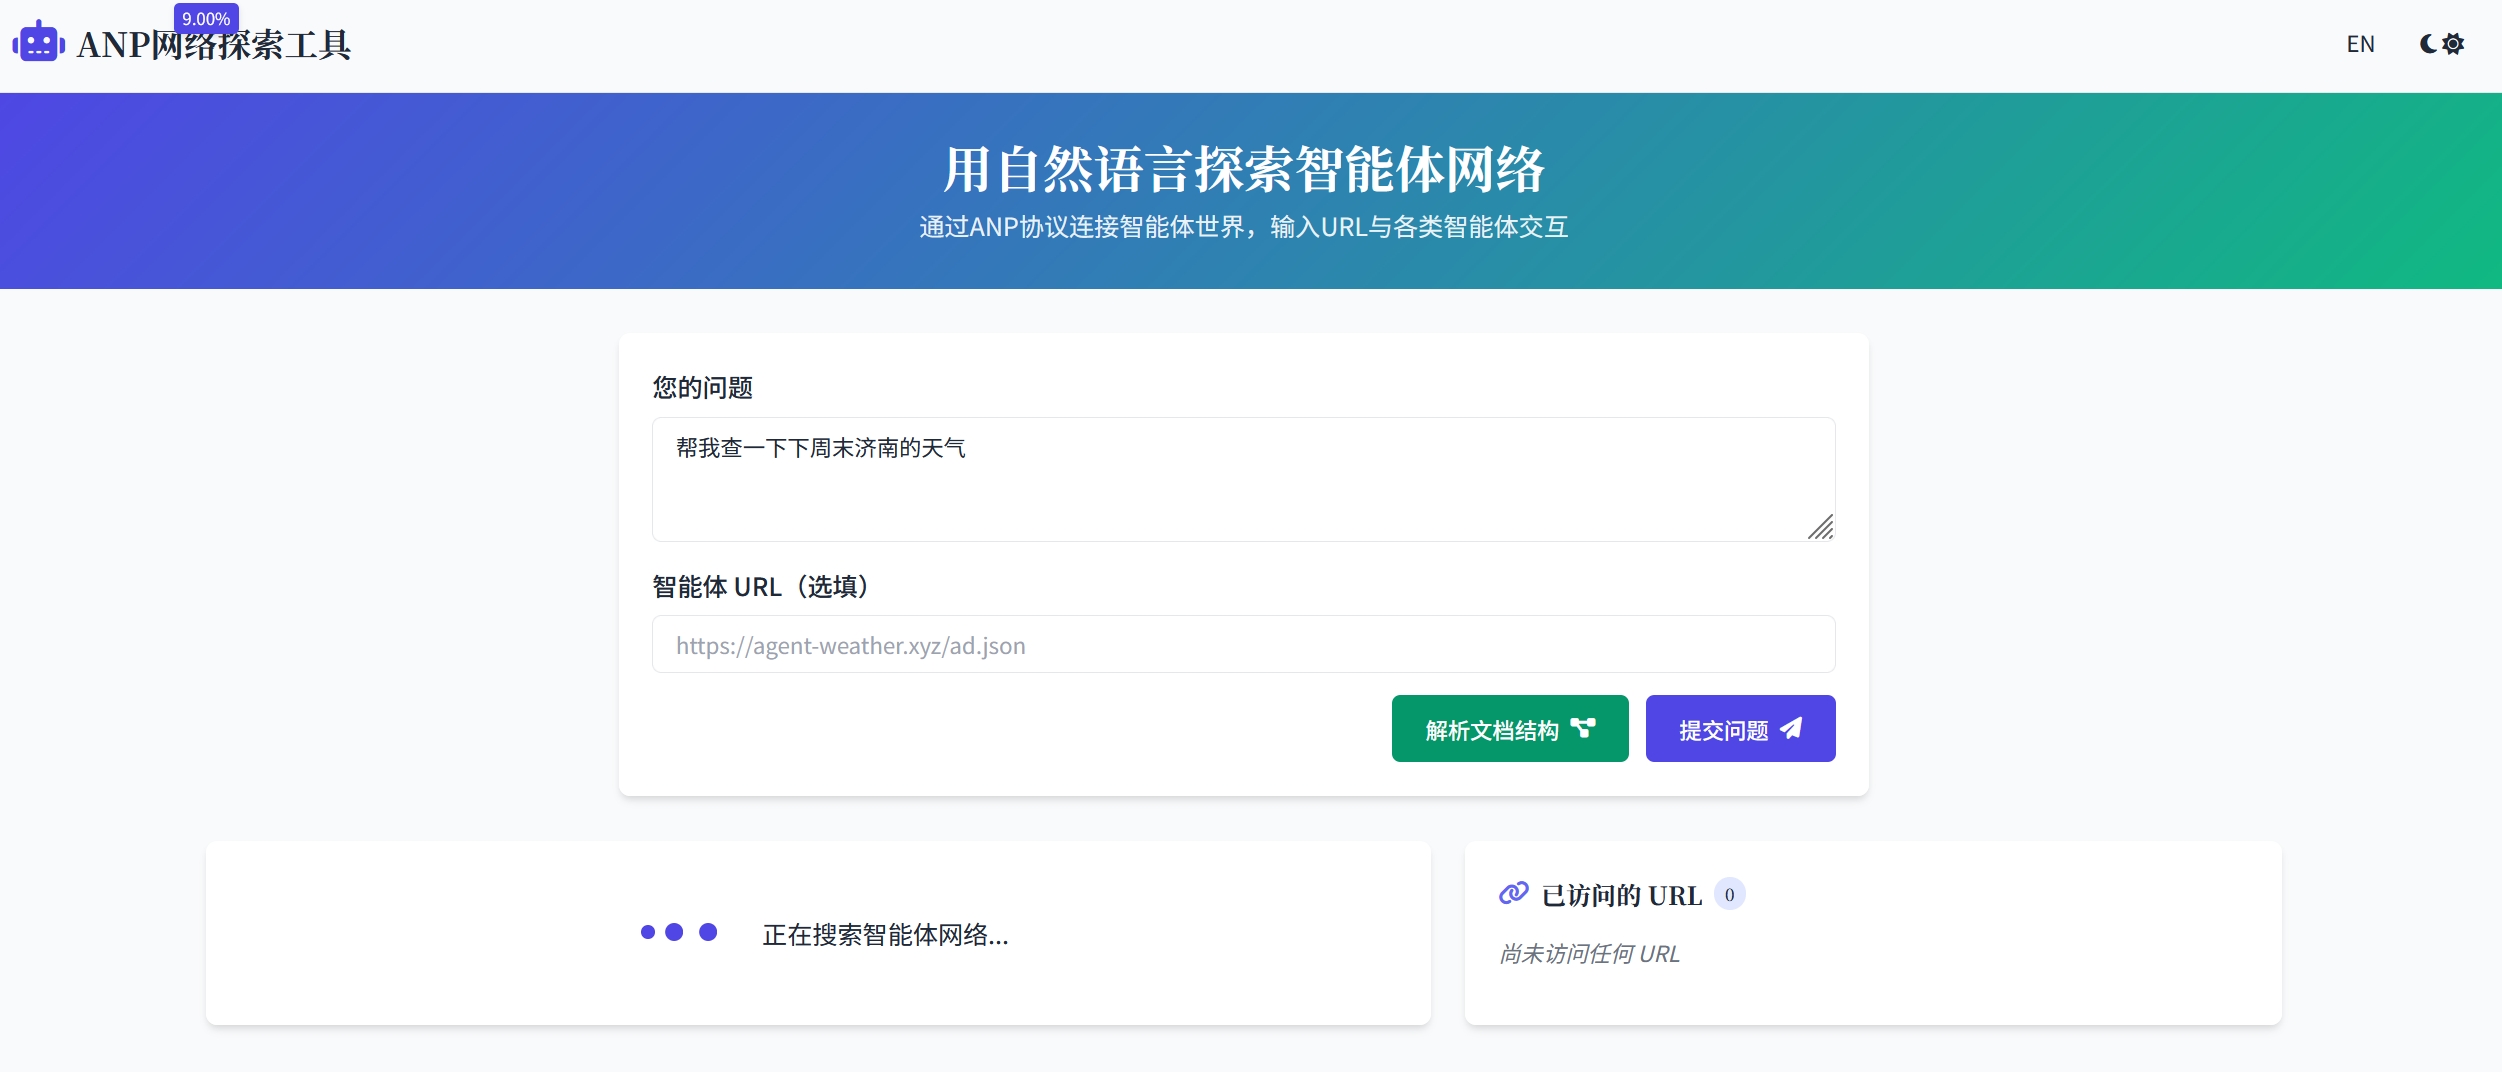 9.00%
ANP网络探索工具
EN
用自然语言探索智能体网络
通过ANP协议连接智能体世界，输入URL与各类智能体交互
您的问题
帮我查一下下周末济南的天气
智能体 URL（选填）
https://agent-weather.xyz/ad.json
解析文档结构
提交问题
正在搜索智能体网络...
已访问的 URL 0
尚未访问任何 URL